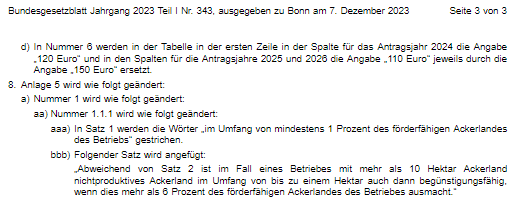 Bundesgesetzblatt Jahrgang 2023 Teil I Nr. 343, ausgegeben zu Bonn am 7. Dezember 2023 Seite 3 von 3
d) In Nummer 6 werden in der Tabelle in der ersten Zeile in der Spalte für das Antragsjahr 2024 die Angabe
„120 Euro“ und in den Spalten für die Antragsjahre 2025 und 2026 die Angabe „110 Euro“ jeweils durch die
Angabe „150 Euro“ ersetzt.
8. Anlage 5 wird wie folgt geändert:
a) Nummer 1 wird wie folgt geändert:
aa) Nummer 1.1.1 wird wie folgt geändert:
aaa) In Satz 1 werden die Wörter „im Umfang von mindestens 1 Prozent des förderfähigen Ackerlandes
des Betriebs“ gestrichen.
bbb) Folgender Satz wird angefügt:
„Abweichend von Satz 2 ist im Fall eines Betriebes mit mehr als 10 Hektar Ackerland
nichtproduktives Ackerland im Umfang von bis zu einem Hektar auch dann begünstigungsfähig,
wenn dies mehr als 6 Prozent des förderfähigen Ackerlandes des Betriebes ausmacht.“